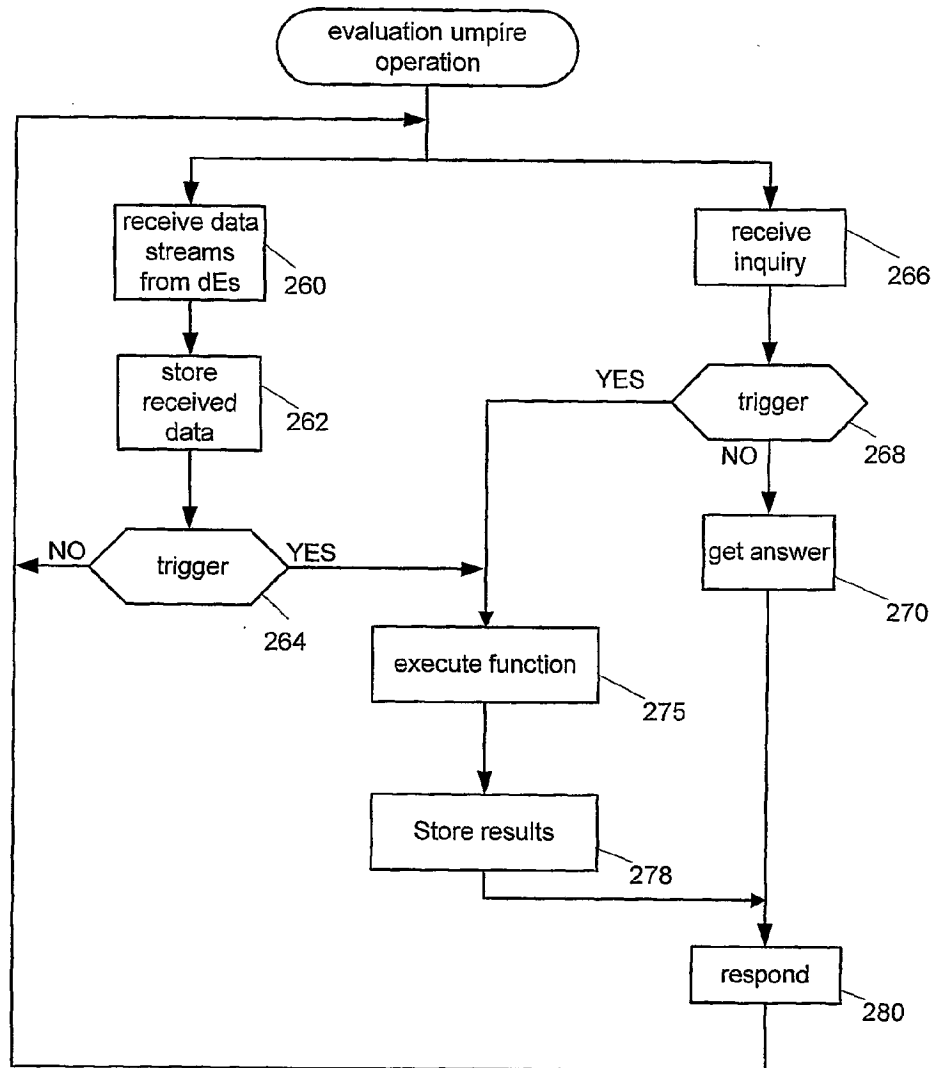 evaluation umpire
operation
receive data
streams
from dEs
260
receive
inquiry
266
store
received
data
262
YES
trigger
268
NO
NO
trigger
YES
264
get answer
270
execute function
275
Store results
278
respond
280